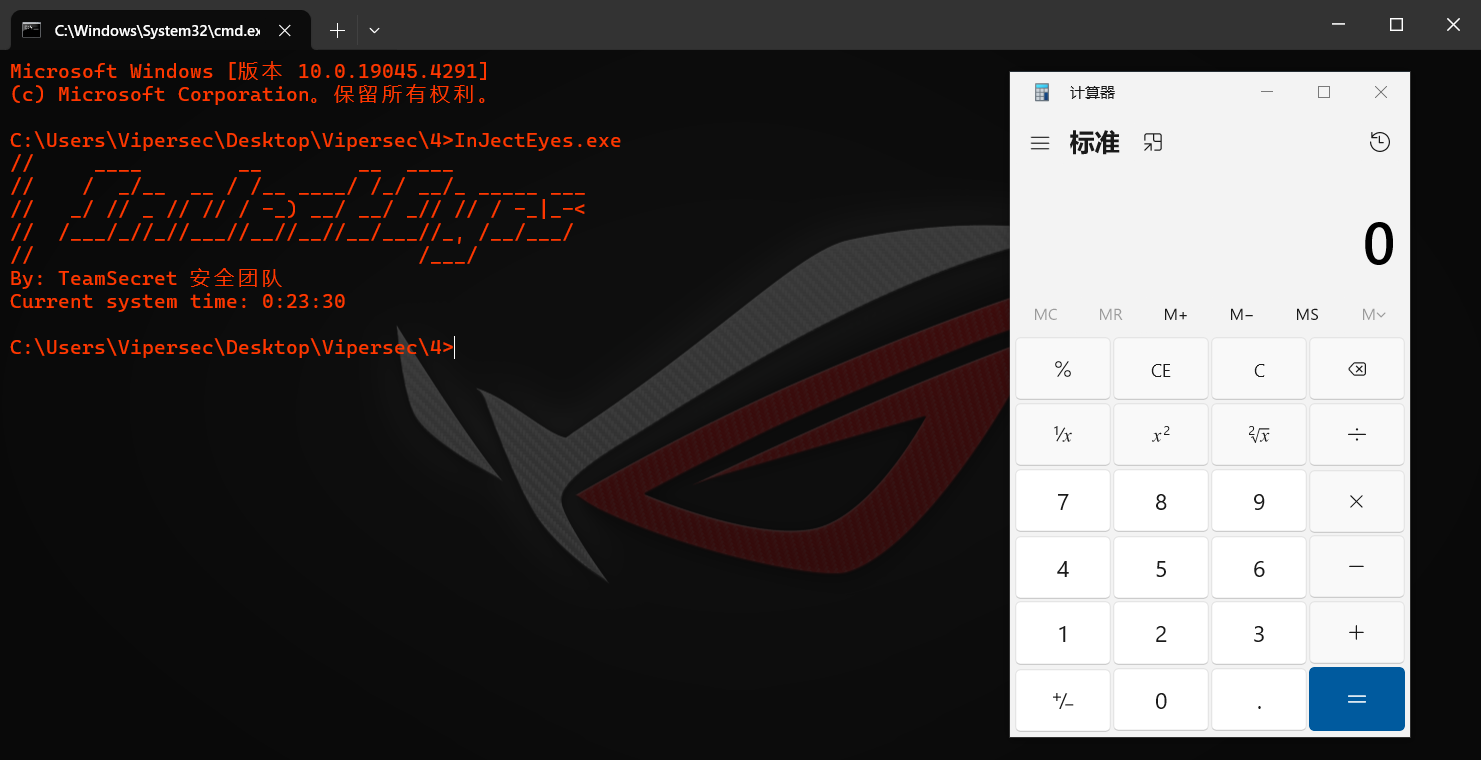 C:\Windows\System32\cmd.ex
Microsoft Windows [版本 10.0.19045.4291]
(c) Microsoft Corporation。保留所有权利。
C:\Users\Vipersec\Desktop\Vipersec\4>InJectEyes.exe
//     ____        __        __  ____
//    /  _/__  __ / /__ ____/ /_/ __/_ _____ ___
//   _/ // _ // // / -_) __/ __/ _// // / -_|_-<
//  /___/_//_//___//__//__//__/___//_, /__/___/
//                                /___/
By: TeamSecret 安全团队
Current system time: 0:23:30
C:\Users\Vipersec\Desktop\Vipersec\4>
计算器
标准
0
MC MR M+ M− MS M
% CE C
¹⁄x x² ²√x ÷
7 8 9 ×
4 5 6 −
1 2 3 +
+/− 0 . =